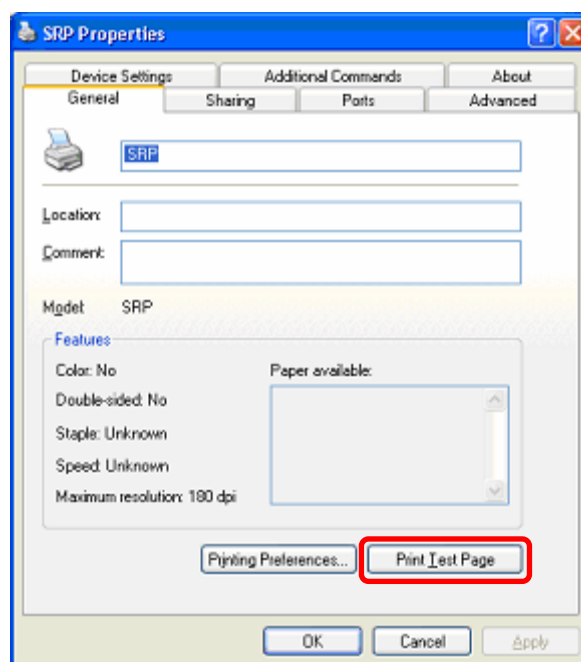 SRP Properties
Device Settings Additional Commands About
General Sharing Ports Advanced
SRP
Location:
Comment:
Model: SRP
Features
Color: No Paper available:
Double-sided: No
Staple: Unknown
Speed: Unknown
Maximum resolution: 180 dpi
Printing Preferences... Print Test Page
OK Cancel Apply